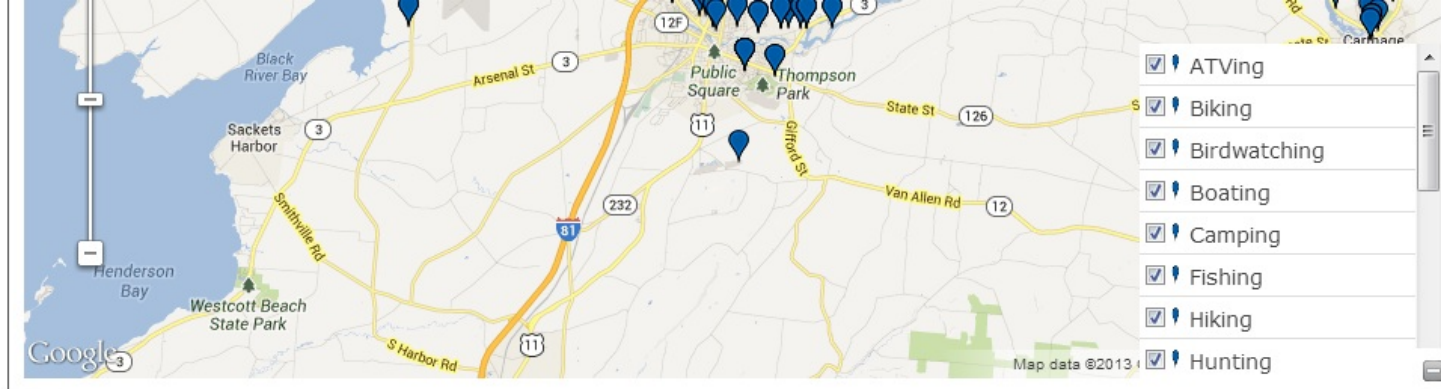 12F
3
Carthage
Black
River Bay
Arsenal St
3
Public
Square
Thompson
Park
ATVing
Biking
Birdwatching
Boating
Camping
Fishing
Hiking
Hunting
State St
126
11
Sackets
Harbor
3
Gifford St
232
Van Allen Rd
12
Smithville Rd
81
Henderson
Bay
Westcott Beach
State Park
11
S Harbor Rd
Google
3
Map data ©2013